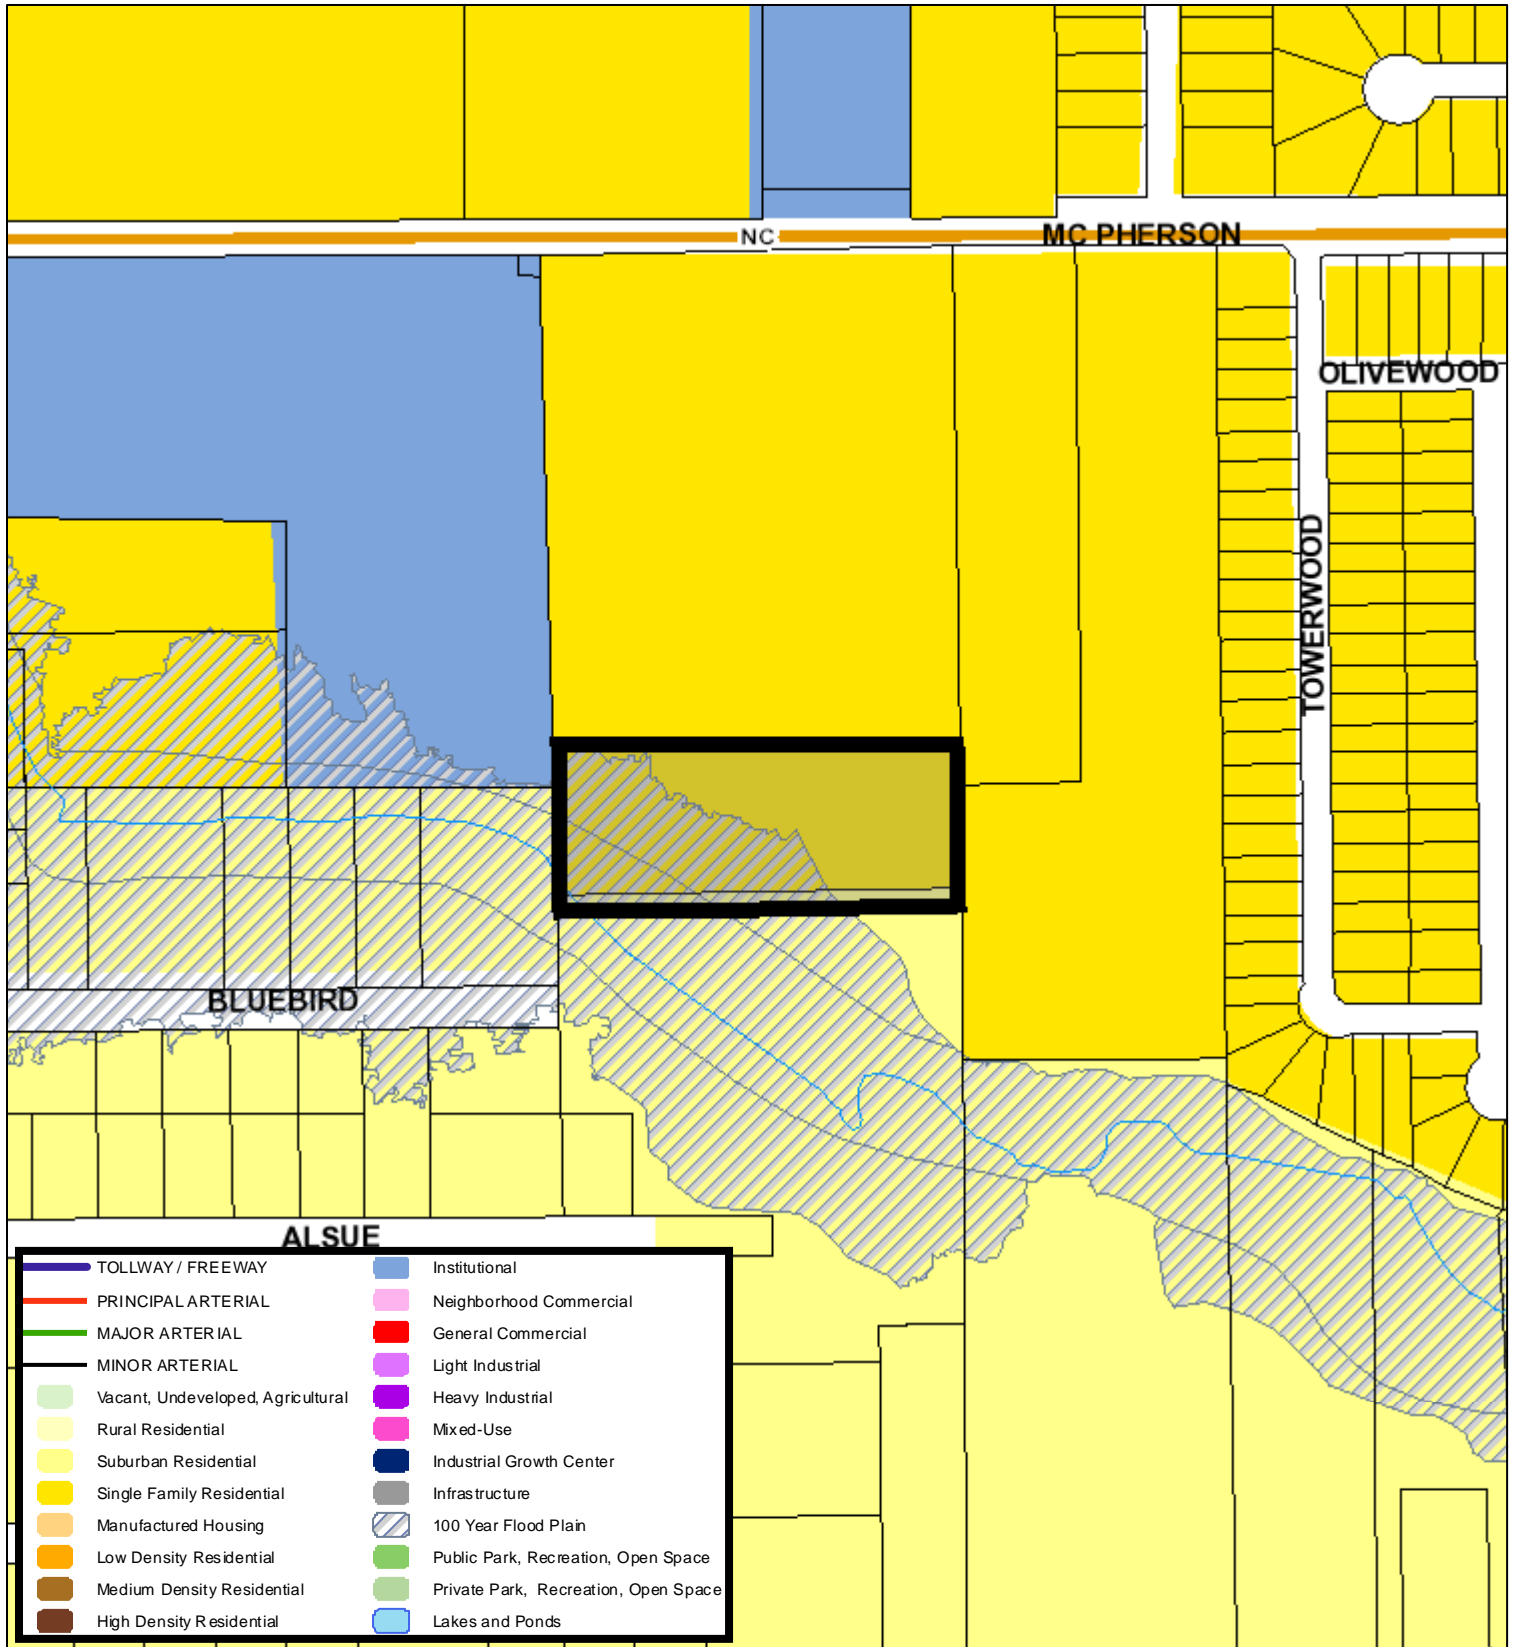 NC
MC PHERSON
OLIVEWOOD
TOWERWOOD
BLUEBIRD
ALSUE
TOLLWAY / FREEWAY
PRINCIPAL ARTERIAL
MAJOR ARTERIAL
MINOR ARTERIAL
Vacant, Undeveloped, Agricultural
Rural Residential
Suburban Residential
Single Family Residential
Manufactured Housing
Low Density Residential
Medium Density Residential
High Density Residential
Institutional
Neighborhood Commercial
General Commercial
Light Industrial
Heavy Industrial
Mixed-Use
Industrial Growth Center
Infrastructure
100 Year Flood Plain
Public Park, Recreation, Open Space
Private Park, Recreation, Open Space
Lakes and Ponds